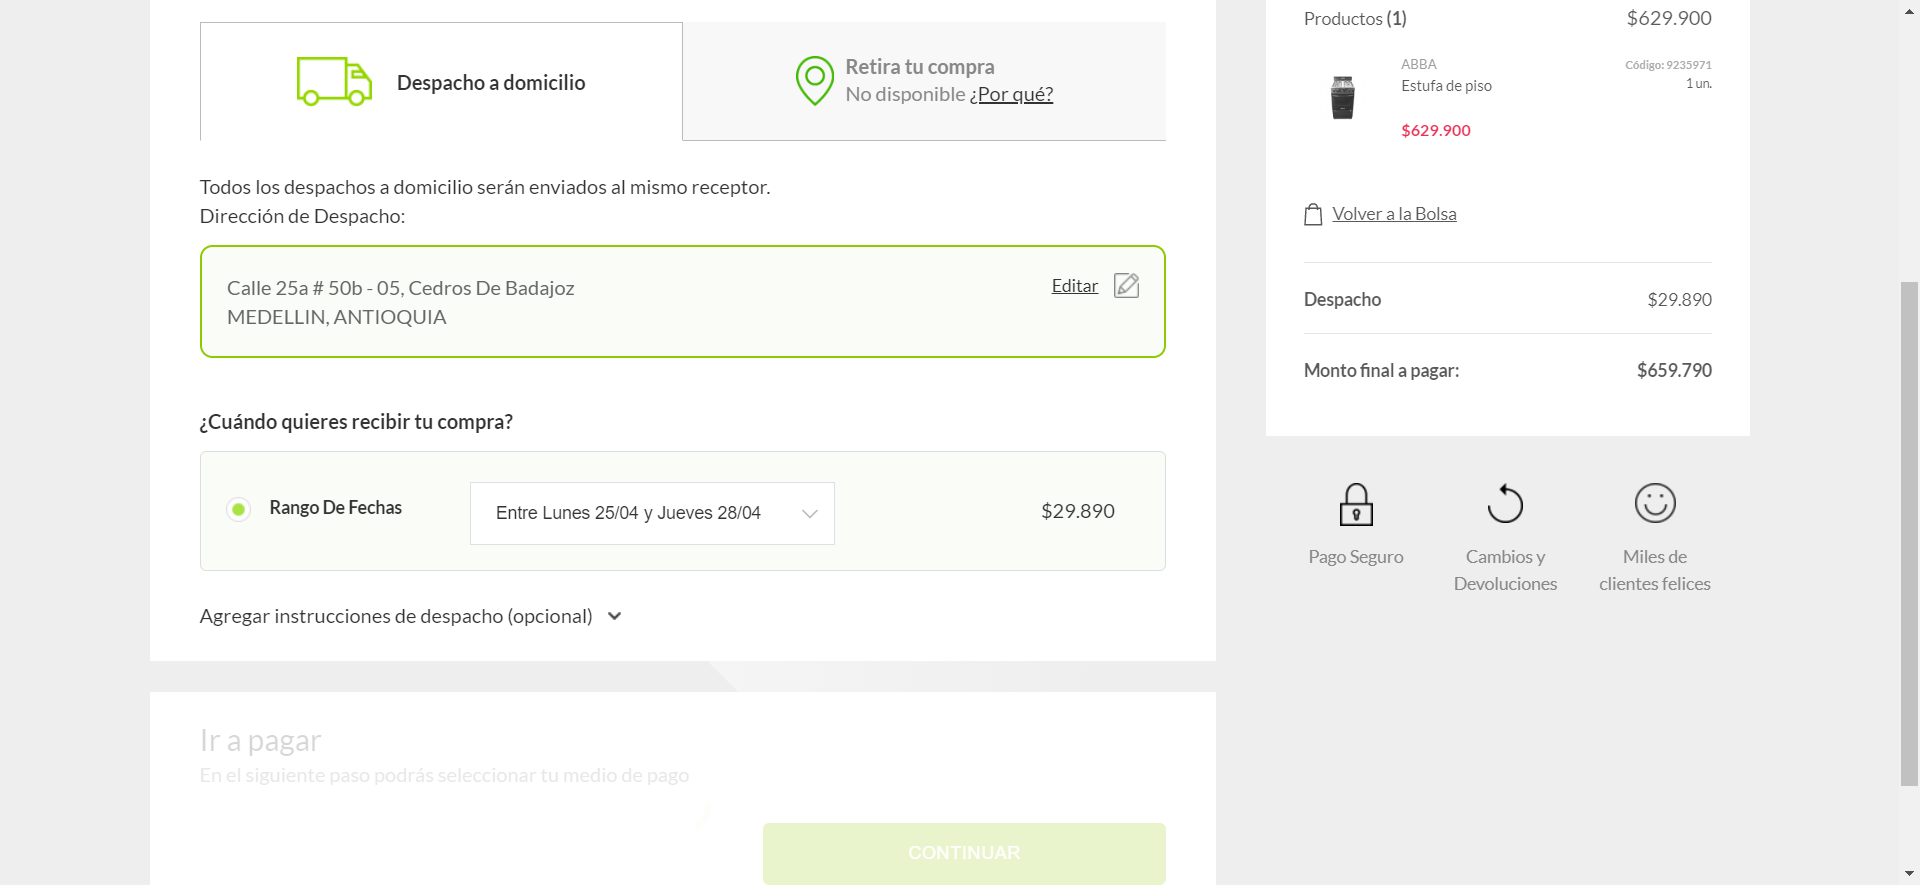 Despacho a domicilio
Retira tu compra
No disponible ¿Por qué?
Todos los despachos a domicilio serán enviados al mismo receptor.
Dirección de Despacho:
Calle 25a # 50b - 05, Cedros De Badajoz
MEDELLIN, ANTIOQUIA
Editar
¿Cuándo quieres recibir tu compra?
Rango De Fechas
Entre Lunes 25/04 y Jueves 28/04
$29.890
Agregar instrucciones de despacho (opcional)
Ir a pagar
En el siguiente paso podrás seleccionar tu medio de pago
CONTINUAR
Productos (1) $629.900
ABBA
Código: 9235971
Estufa de piso
1 un.
$629.900
Volver a la Bolsa
Despacho $29.890
Monto final a pagar: $659.790
Pago Seguro
Cambios y
Devoluciones
Miles de
clientes felices